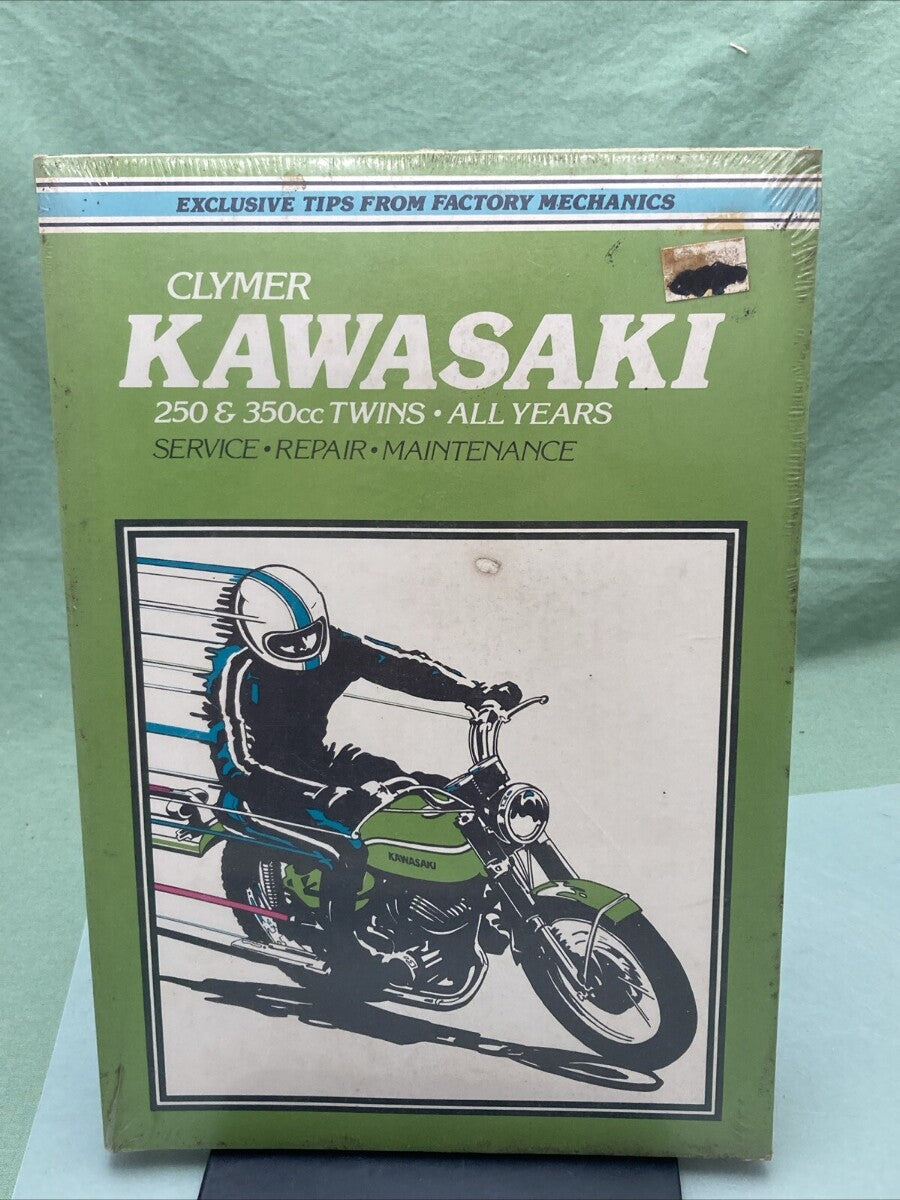 EXCLUSIVE TIPS FROM FACTORY MECHANICS
CLYMER
KAWASAKI
250 & 350cc TWINS • ALL YEARS
SERVICE • REPAIR • MAINTENANCE
KAWASAKI